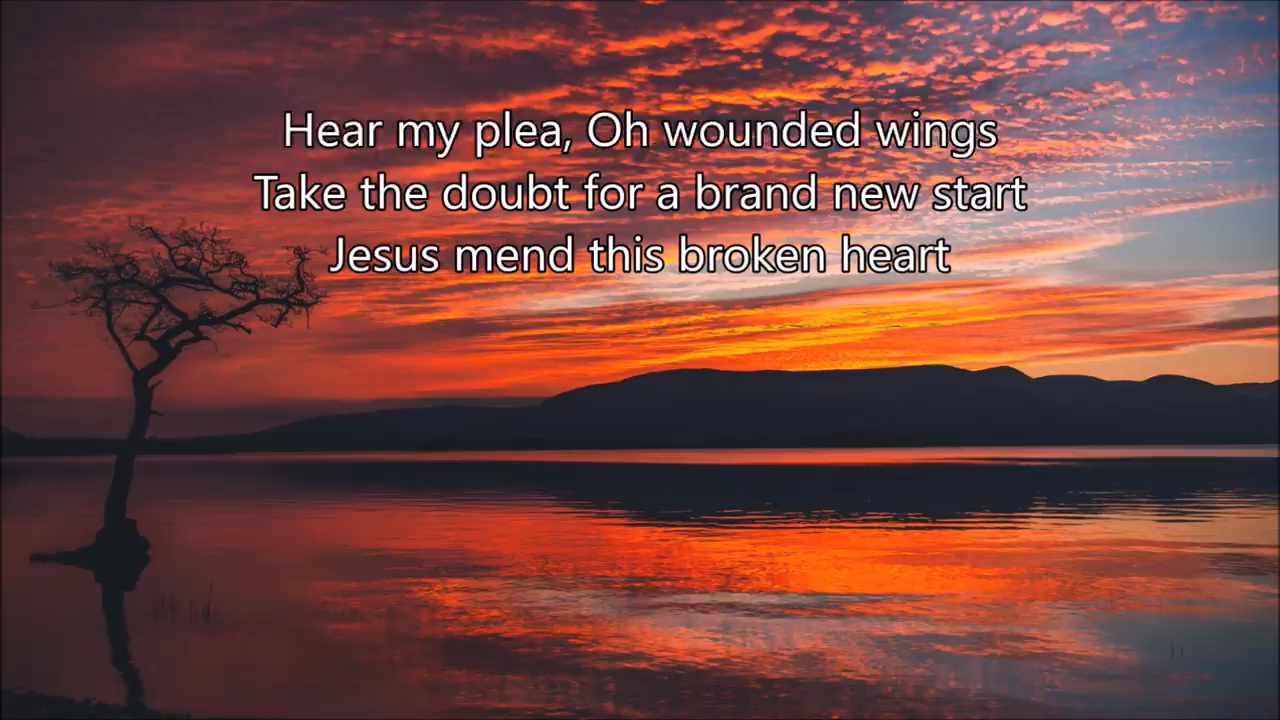 Hear my plea, Oh wounded wings
Take the doubt for a brand new start
Jesus mend this broken heart